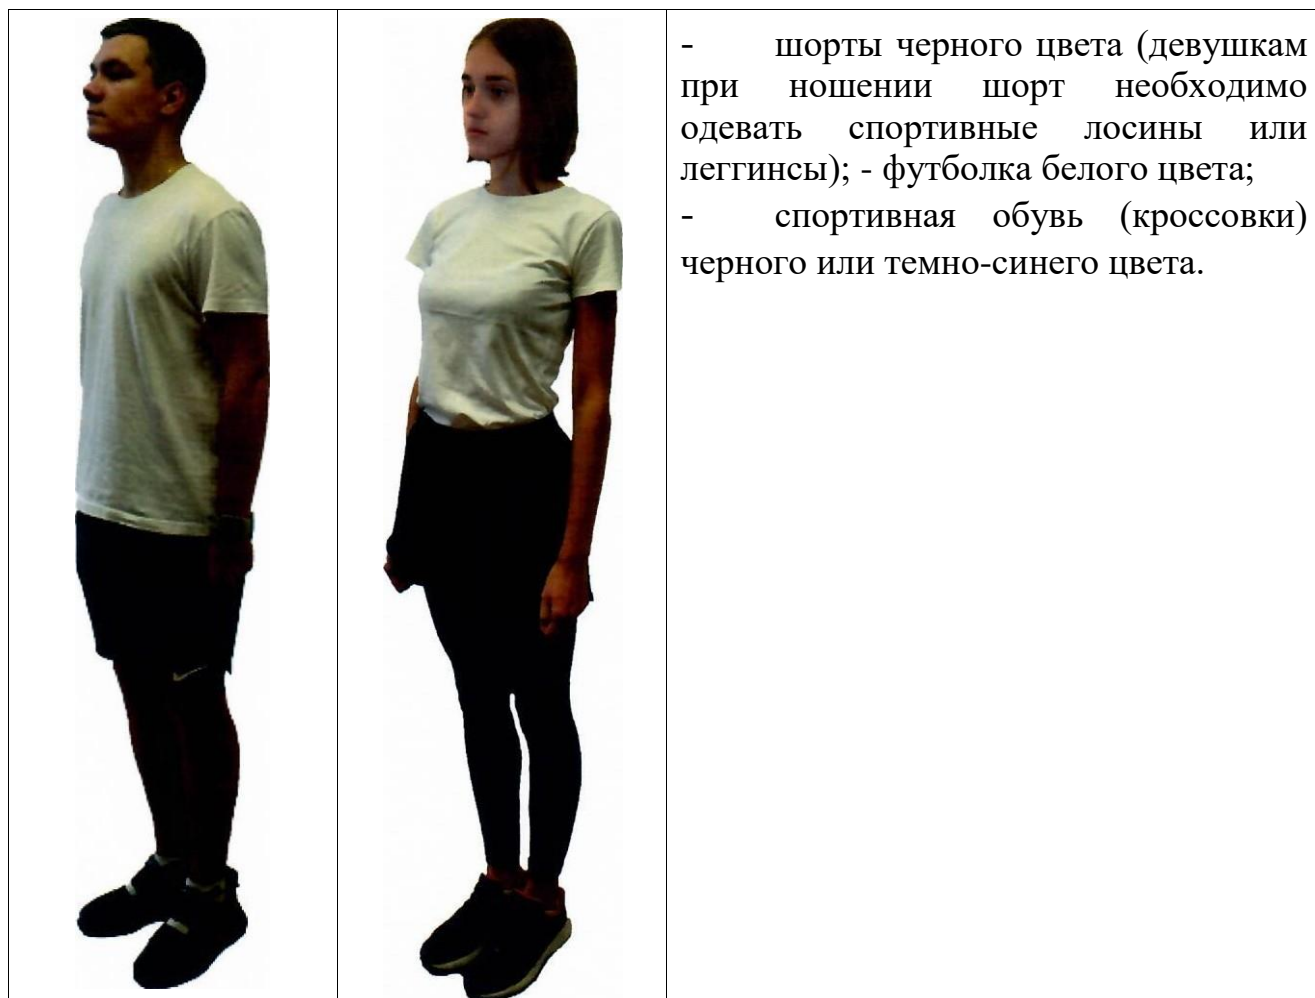 - шорты черного цвета (девушкам
при ношении шорт необходимо
одевать спортивные лосины или
леггинсы); - футболка белого цвета;
- спортивная обувь (кроссовки)
черного или темно-синего цвета.